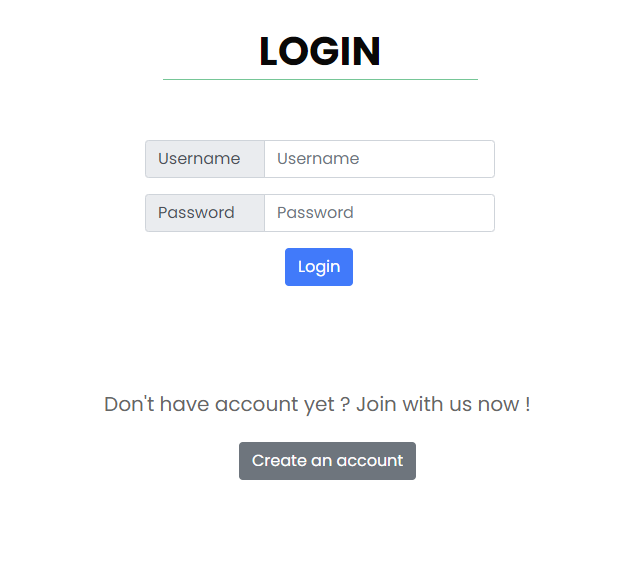 LOGIN
Username Username
Password Password
Login
Don't have account yet ? Join with us now !
Create an account